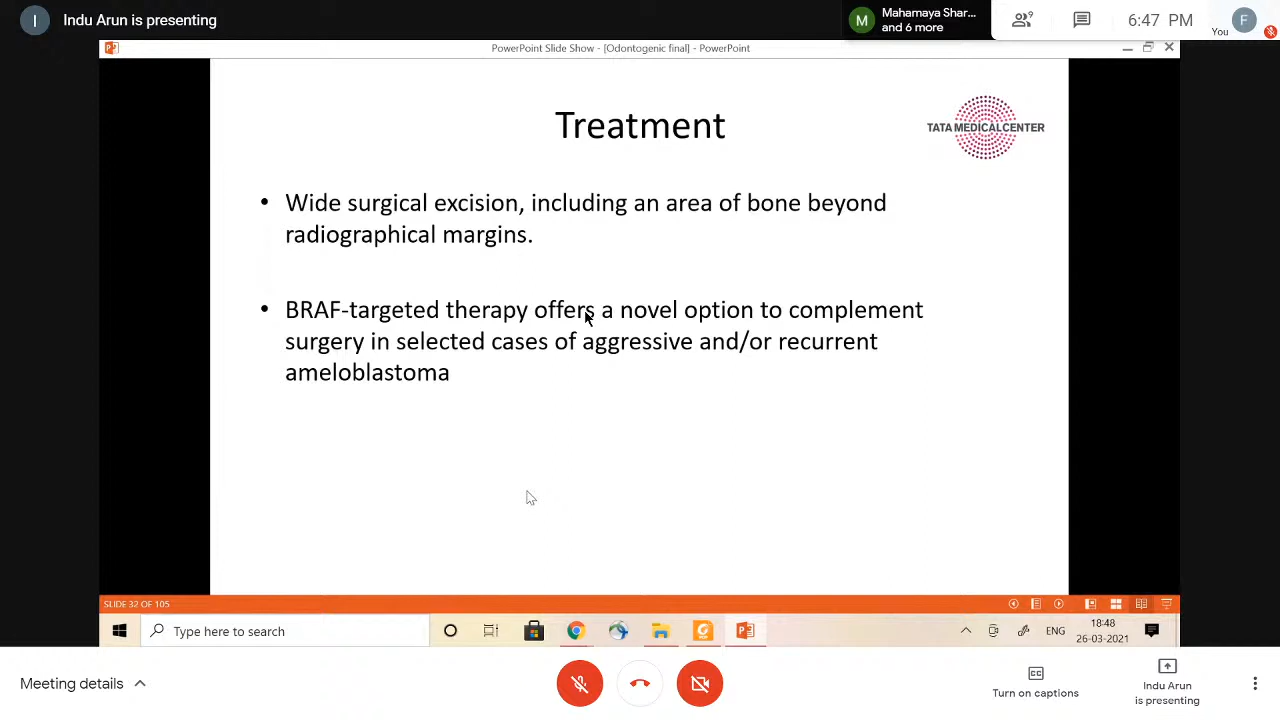 I
Indu Arun is presenting
M
Mahamaya Shar...
and 6 more
9
6:47 PM
You
F
PowerPoint Slide Show - [Odontogenic final] - PowerPoint
Treatment
TATA MEDICAL CENTER
• Wide surgical excision, including an area of bone beyond
radiographical margins.
• BRAF-targeted therapy offers a novel option to complement
surgery in selected cases of aggressive and/or recurrent
ameloblastoma
SLIDE 32 OF 105
Type here to search
ENG
18:48
26-03-2021
Meeting details
Turn on captions
Indu Arun
is presenting